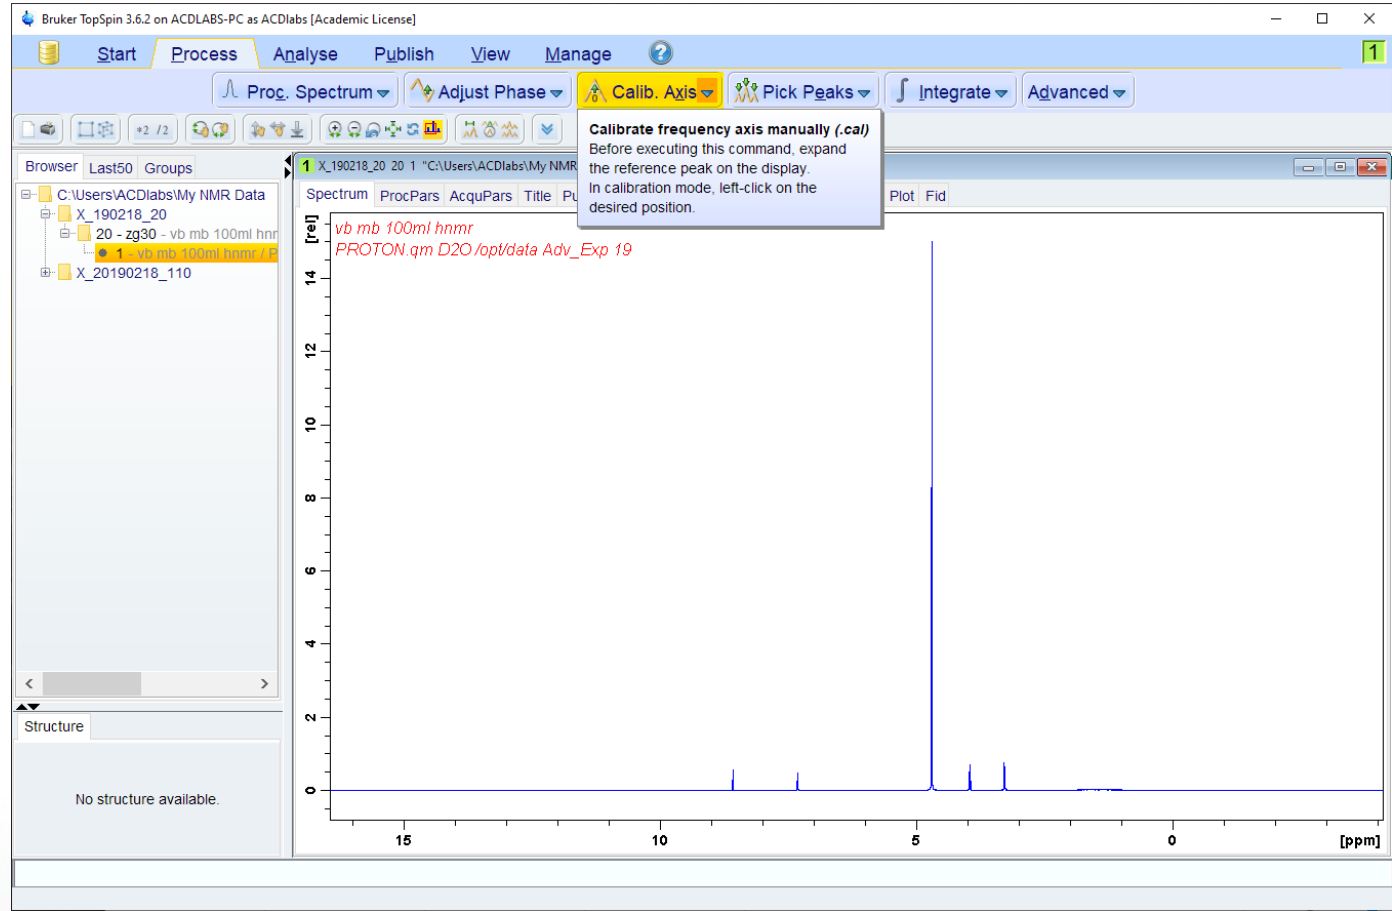 Bruker TopSpin 3.6.2 on ACDLABS-PC as ACDlabs [Academic License]
Start Process Analyse Publish View Manage
1
Proc. Spectrum Adjust Phase Calib. Axis Pick Peaks Integrate Advanced
*2 /2
Calibrate frequency axis manually (.cal)
Before executing this command, expand
the reference peak on the display.
In calibration mode, left-click on the
desired position.
Browser Last50 Groups
C:\Users\ACDlabs\My NMR Data
X_190218_20
20 - zg30 - vb mb 100ml hnr
1 - vb mb 100ml hnmr / P
X_20190218_110
Structure
No structure available.
1 X_190218_20 20 1 "C:\Users\ACDlabs\My NMR
Spectrum ProcPars AcquPars Title Pu Plot Fid
vb mb 100ml hnmr
PROTON.qm D2O /opt/data Adv_Exp 19
[rel]
14
12
10
8
6
4
2
0
15 10 5 0 [ppm]